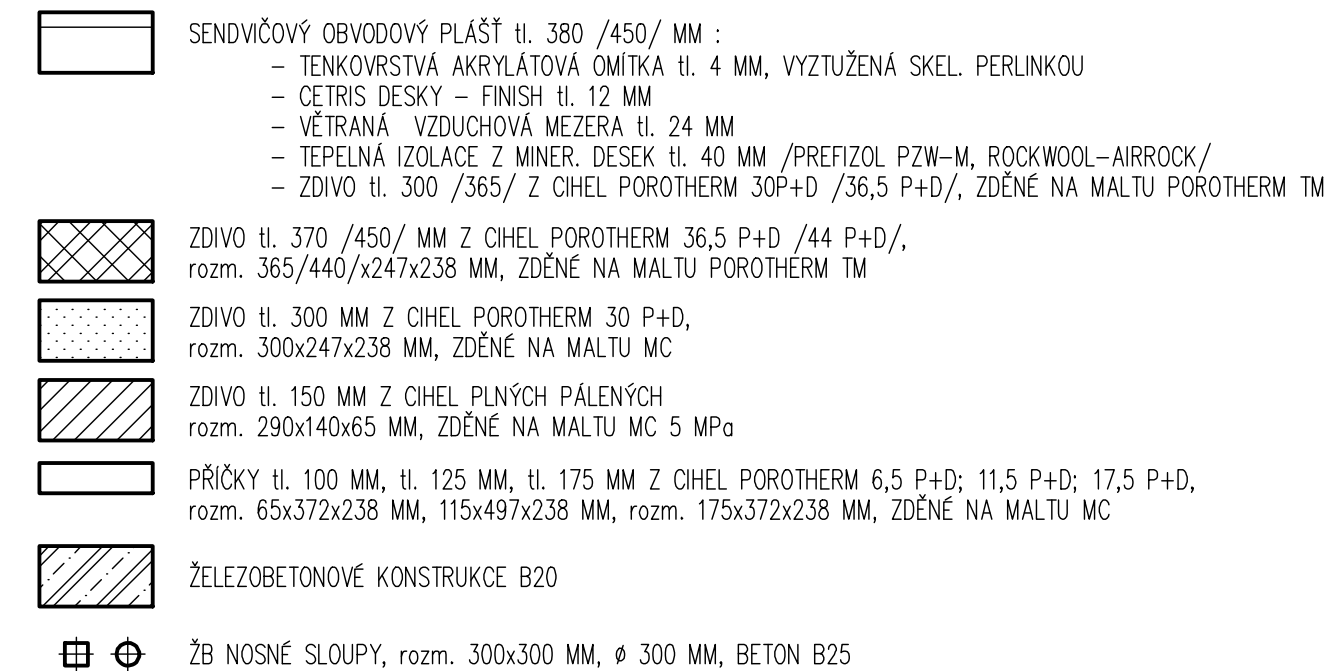 SENDVIČOVÝ OBVODOVÝ PLÁŠŤ tl. 380 /450/ MM :
– TENKOVRSTVÁ AKRYLÁTOVÁ OMÍTKA tl. 4 MM, VYZTUŽENÁ SKEL. PERLINKOU
– CETRIS DESKY – FINISH tl. 12 MM
– VĚTRANÁ VZDUCHOVÁ MEZERA tl. 24 MM
– TEPELNÁ IZOLACE Z MINER. DESEK tl. 40 MM /PREFIZOL PZW–M, ROCKWOOL–AIRROCK/
– ZDIVO tl. 300 /365/ Z CIHEL POROTHERM 30P+D /36,5 P+D/, ZDĚNÉ NA MALTU POROTHERM TM
ZDIVO tl. 370 /450/ MM Z CIHEL POROTHERM 36,5 P+D /44 P+D/,
rozm. 365/440/x247x238 MM, ZDĚNÉ NA MALTU POROTHERM TM
ZDIVO tl. 300 MM Z CIHEL POROTHERM 30 P+D,
rozm. 300x247x238 MM, ZDĚNÉ NA MALTU MC
ZDIVO tl. 150 MM Z CIHEL PLNÝCH PÁLENÝCH
rozm. 290x140x65 MM, ZDĚNÉ NA MALTU MC 5 MPa
PŘÍČKY tl. 100 MM, tl. 125 MM, tl. 175 MM Z CIHEL POROTHERM 6,5 P+D; 11,5 P+D; 17,5 P+D,
rozm. 65x372x238 MM, 115x497x238 MM, rozm. 175x372x238 MM, ZDĚNÉ NA MALTU MC
ŽELEZOBETONOVÉ KONSTRUKCE B20
ŽB NOSNÉ SLOUPY, rozm. 300x300 MM, ø 300 MM, BETON B25